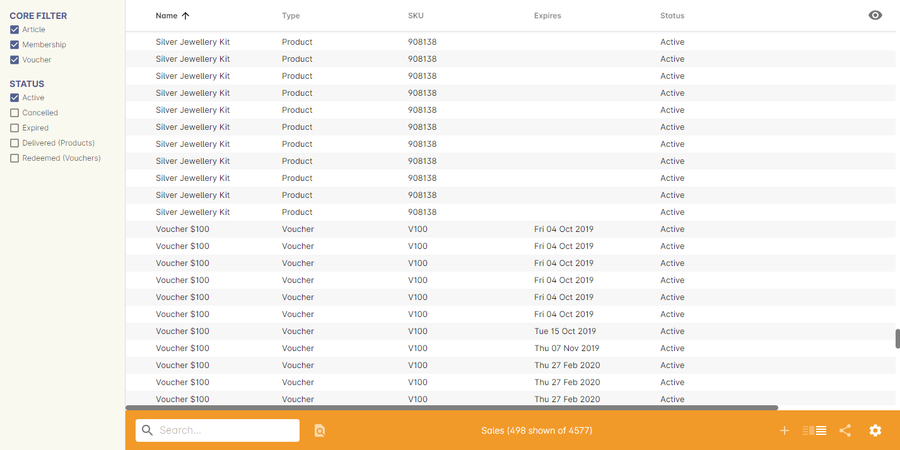 CORE FILTER
Article
Membership
Voucher
STATUS
Active
Cancelled
Expired
Delivered (Products)
Redeemed (Vouchers)
Name Type SKU Expires Status
Silver Jewellery Kit Product 908138 Active
Silver Jewellery Kit Product 908138 Active
Silver Jewellery Kit Product 908138 Active
Silver Jewellery Kit Product 908138 Active
Silver Jewellery Kit Product 908138 Active
Silver Jewellery Kit Product 908138 Active
Silver Jewellery Kit Product 908138 Active
Silver Jewellery Kit Product 908138 Active
Silver Jewellery Kit Product 908138 Active
Silver Jewellery Kit Product 908138 Active
Silver Jewellery Kit Product 908138 Active
Voucher $100 Voucher V100 Fri 04 Oct 2019 Active
Voucher $100 Voucher V100 Fri 04 Oct 2019 Active
Voucher $100 Voucher V100 Fri 04 Oct 2019 Active
Voucher $100 Voucher V100 Fri 04 Oct 2019 Active
Voucher $100 Voucher V100 Fri 04 Oct 2019 Active
Voucher $100 Voucher V100 Fri 04 Oct 2019 Active
Voucher $100 Voucher V100 Tue 15 Oct 2019 Active
Voucher $100 Voucher V100 Thu 07 Nov 2019 Active
Voucher $100 Voucher V100 Thu 27 Feb 2020 Active
Voucher $100 Voucher V100 Thu 27 Feb 2020 Active
Voucher $100 Voucher V100 Thu 27 Feb 2020 Active
Search... Sales (498 shown of 4577)